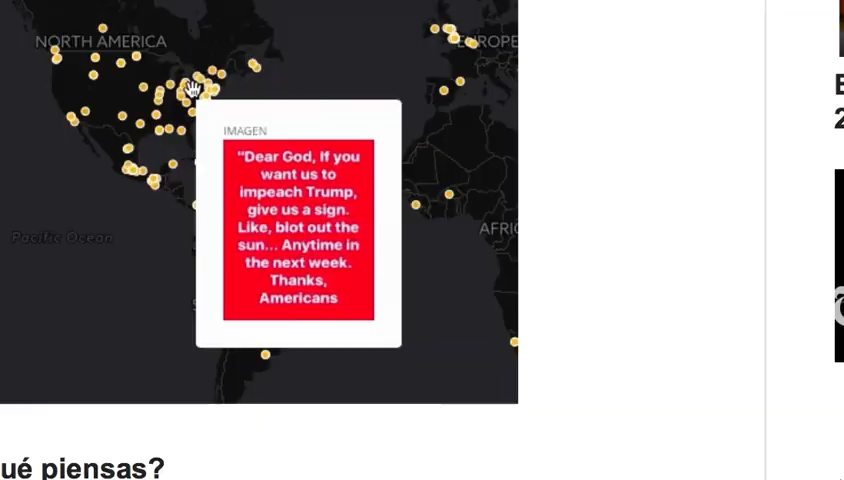 NORTH AMERICA
EUROPE
IMAGEN
"Dear God, If you
want us to
impeach Trump,
give us a sign.
Like, blot out the
sun... Anytime in
the next week.
Thanks,
Americans
Pacific Ocean
AFRIC
ué piensas?
E
2